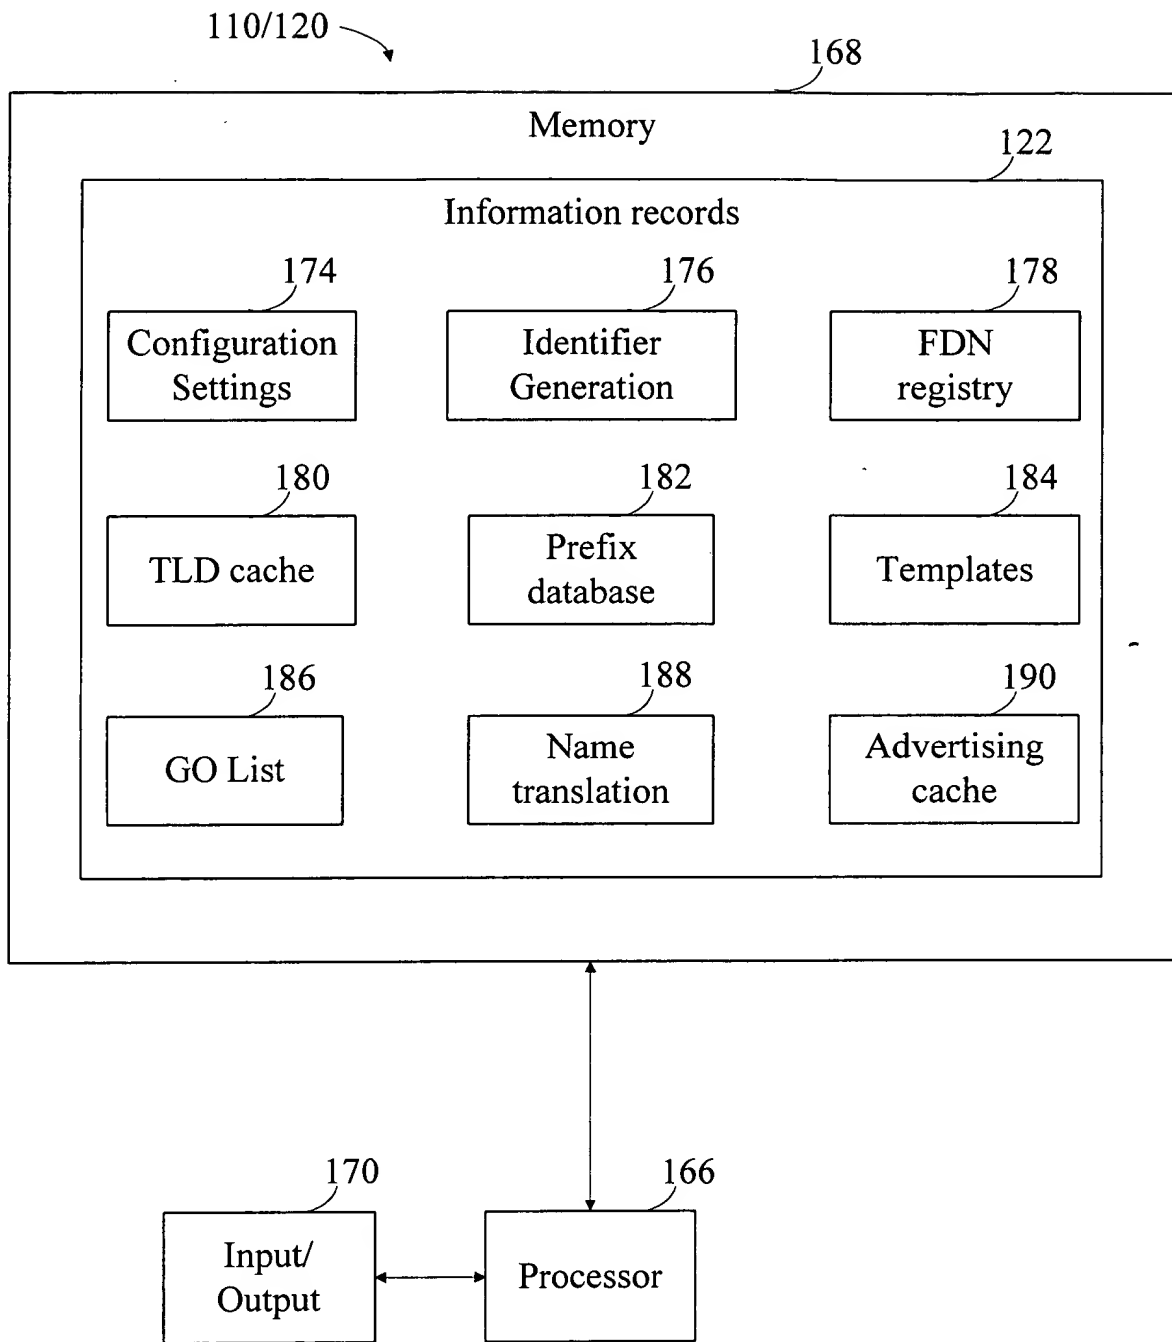 110/120
168
Memory
122
Information records
174
176
178
Configuration
Settings
Identifier
Generation
FDN
registry
180
182
184
TLD cache
Prefix
database
Templates
186
188
190
GO List
Name
translation
Advertising
cache
170
166
Input/
Output
Processor